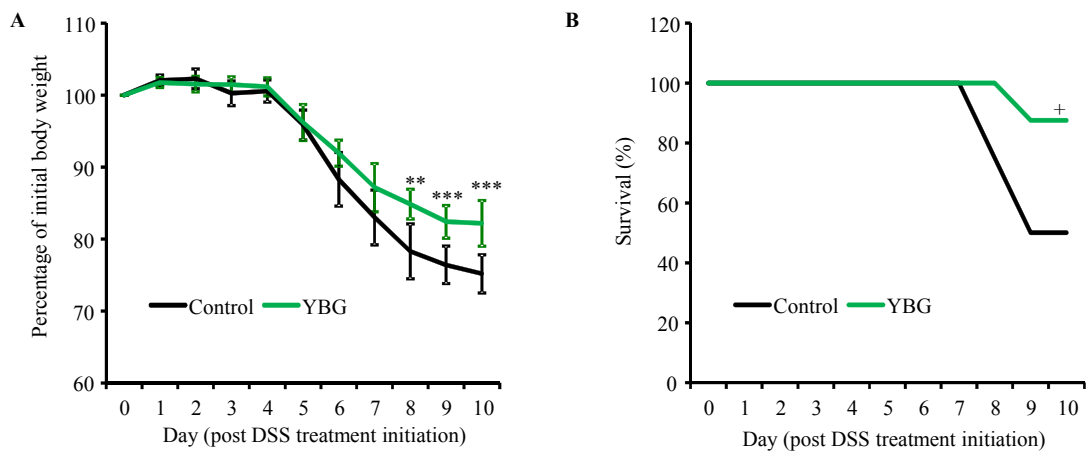 A
Percentage of initial body weight
110
100
90
80
70
60
**
***
***
Control
YBG
0 1 2 3 4 5 6 7 8 9 10
Day (post DSS treatment initiation)
B
Survival (%)
120
100
80
60
40
20
0
+
Control
YBG
0 1 2 3 4 5 6 7 8 9 10
Day (post DSS treatment initiation)